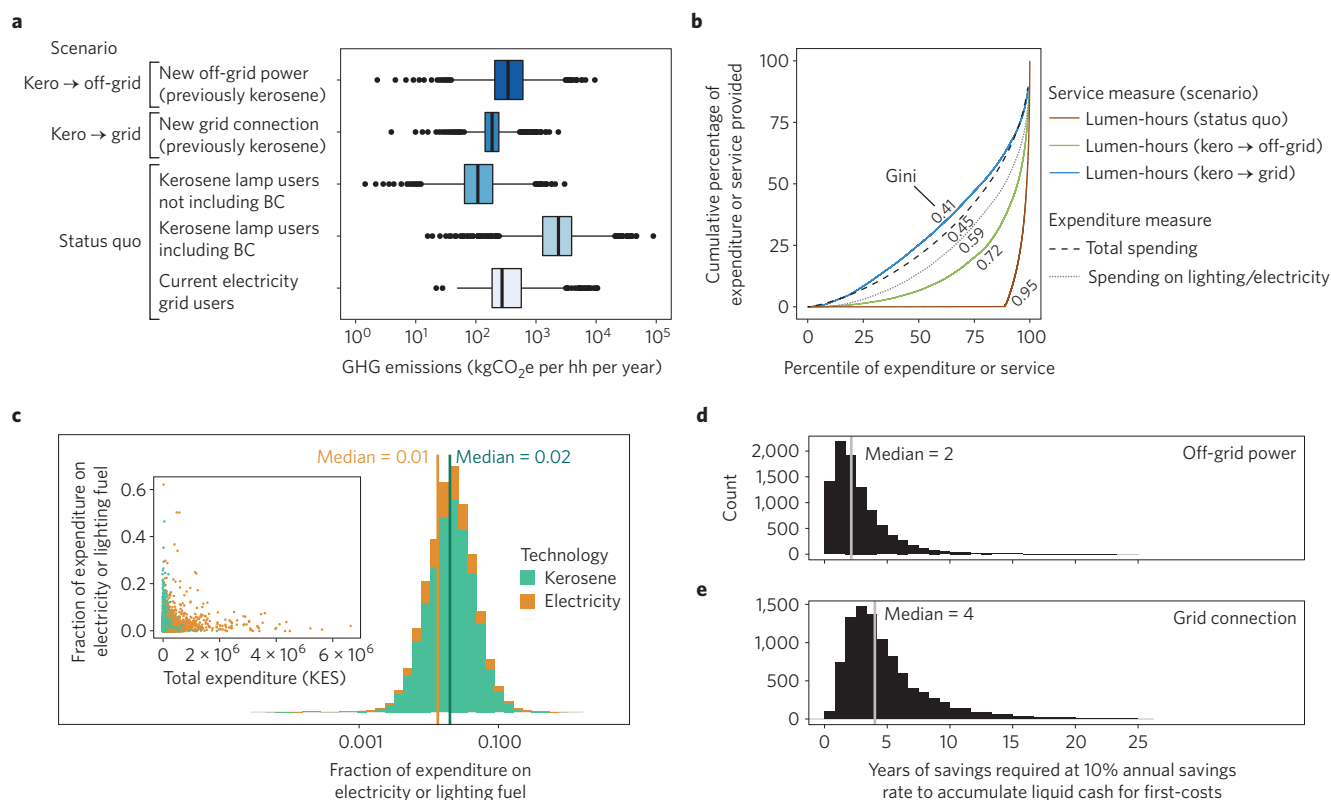 a
Scenario
Kero → off-grid
New off-grid power
(previously kerosene)
Kero → grid
New grid connection
(previously kerosene)
Status quo
Kerosene lamp users
not including BC
Kerosene lamp users
including BC
Current electricity
grid users
10⁰ 10¹ 10² 10³ 10⁴ 10⁵
GHG emissions (kgCO₂e per hh per year)
b
Cumulative percentage of
expenditure or service provided
100
75
50
25
0
Gini
0.41
0.45
0.59
0.72
0.95
0 25 50 75 100
Percentile of expenditure or service
Service measure (scenario)
Lumen-hours (status quo)
Lumen-hours (kero → off-grid)
Lumen-hours (kero → grid)
Expenditure measure
Total spending
Spending on lighting/electricity
c
Median = 0.01 Median = 0.02
Fraction of expenditure on
electricity or lighting fuel
0.6
0.4
0.2
0.0
0 2 × 10⁶ 4 × 10⁶ 6 × 10⁶
Total expenditure (KES)
Technology
Kerosene
Electricity
0.001 0.100
Fraction of expenditure on
electricity or lighting fuel
d
Count
2,000
1,500
1,000
500
0
Median = 2
Off-grid power
e
1,500
1,000
500
0
Median = 4
Grid connection
0 5 10 15 20 25
Years of savings required at 10% annual savings
rate to accumulate liquid cash for first-costs